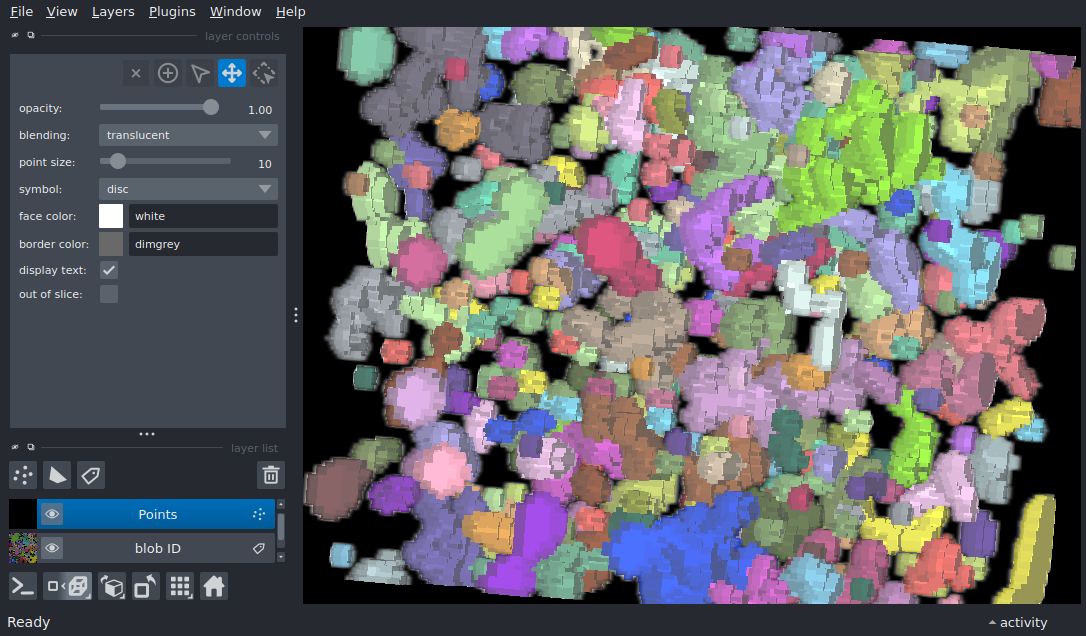 File View Layers Plugins Window Help
layer controls
opacity: 1.00
blending: translucent
point size: 10
symbol: disc
face color: white
border color: dimgrey
display text:
out of slice:
layer list
Points
blob ID
Ready activity